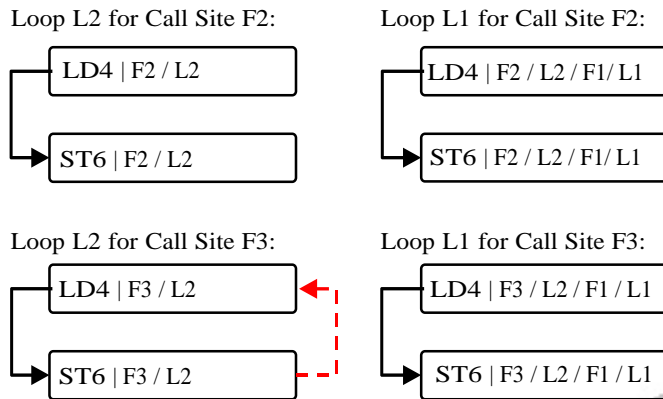 Loop L2 for Call Site F2:
LD4 | F2 / L2
ST6 | F2 / L2
Loop L1 for Call Site F2:
LD4 | F2 / L2 / F1/ L1
ST6 | F2 / L2 / F1/ L1
Loop L2 for Call Site F3:
LD4 | F3 / L2
ST6 | F3 / L2
Loop L1 for Call Site F3:
LD4 | F3 / L2 / F1 / L1
ST6 | F3 / L2 / F1 / L1